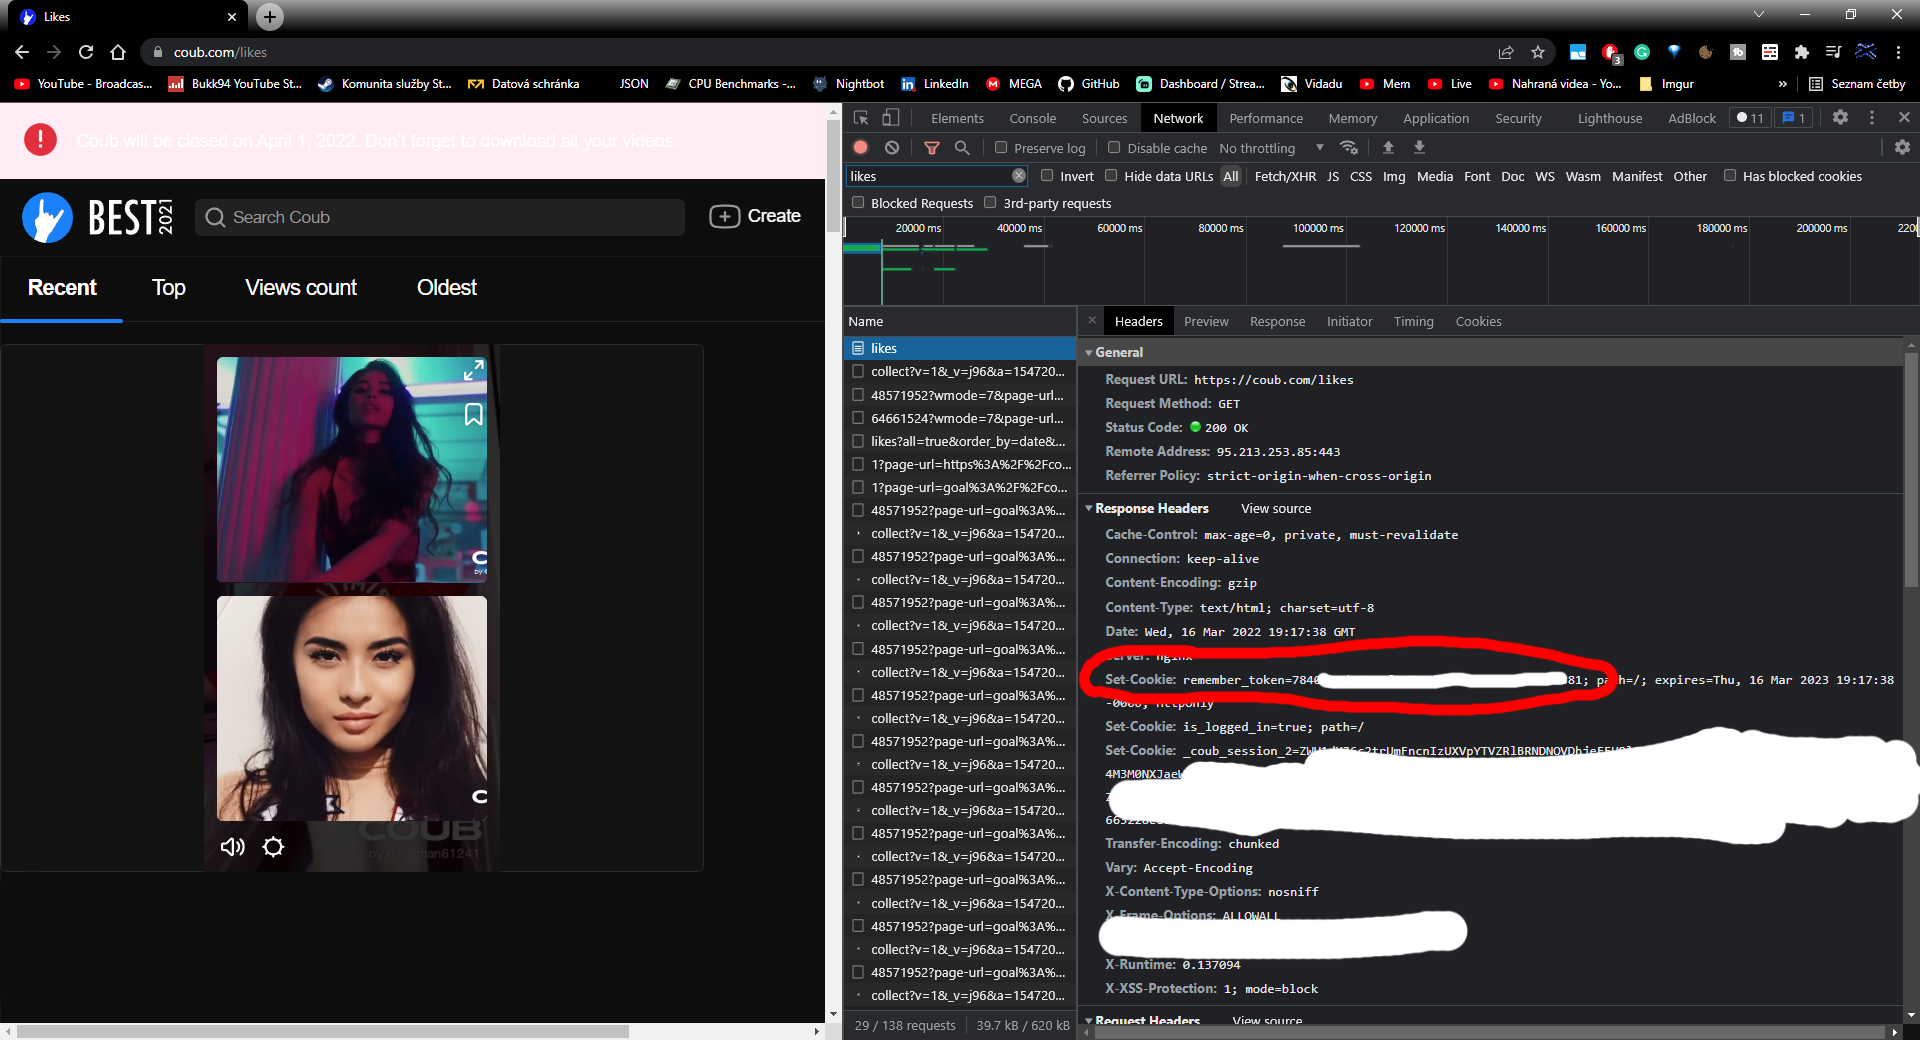 Likes
coub.com/likes
3
YouTube - Broadcas...
Bukk94 YouTube St...
Komunita služby St...
Datová schránka
JSON
CPU Benchmarks -...
Nightbot
LinkedIn
MEGA
GitHub
Dashboard / Strea...
Vidadu
Mem
Live
Nahraná videa - Yo...
Imgur
»
Seznam četby
Coub will be closed on April 1, 2022. Don't forget to download all your videos.
BEST 2021
Search Coub
Create
Recent
Top
Views count
Oldest
COUB
by Gredman61241
Elements
Console
Sources
Network
Performance
Memory
Application
Security
Lighthouse
AdBlock
11
1
Preserve log
Disable cache
No throttling
likes
Invert
Hide data URLs
All
Fetch/XHR
JS
CSS
Img
Media
Font
Doc
WS
Wasm
Manifest
Other
Has blocked cookies
Blocked Requests
3rd-party requests
20000 ms
40000 ms
60000 ms
80000 ms
100000 ms
120000 ms
140000 ms
160000 ms
180000 ms
200000 ms
220
Name
likes
collect?v=1&_v=j96&a=154720...
48571952?wmode=7&page-url...
64661524?wmode=7&page-url...
likes?all=true&order_by=date&...
1?page-url=https%3A%2F%2Fco...
1?page-url=goal%3A%2F%2Fco...
48571952?page-url=goal%3A%...
collect?v=1&_v=j96&a=154720...
48571952?page-url=goal%3A%...
collect?v=1&_v=j96&a=154720...
48571952?page-url=goal%3A%...
collect?v=1&_v=j96&a=154720...
48571952?page-url=goal%3A%...
collect?v=1&_v=j96&a=154720...
48571952?page-url=goal%3A%...
collect?v=1&_v=j96&a=154720...
48571952?page-url=goal%3A%...
collect?v=1&_v=j96&a=154720...
48571952?page-url=goal%3A%...
collect?v=1&_v=j96&a=154720...
48571952?page-url=goal%3A%...
collect?v=1&_v=j96&a=154720...
48571952?page-url=goal%3A%...
collect?v=1&_v=j96&a=154720...
48571952?page-url=goal%3A%...
collect?v=1&_v=j96&a=154720...
48571952?page-url=goal%3A%...
collect?v=1&_v=j96&a=154720...
29 / 138 requests
39.7 kB / 620 kB
Headers
Preview
Response
Initiator
Timing
Cookies
General
Request URL: https://coub.com/likes
Request Method: GET
Status Code: 200 OK
Remote Address: 95.213.253.85:443
Referrer Policy: strict-origin-when-cross-origin
Response Headers
View source
Cache-Control: max-age=0, private, must-revalidate
Connection: keep-alive
Content-Encoding: gzip
Content-Type: text/html; charset=utf-8
Date: Wed, 16 Mar 2022 19:17:38 GMT
Server: nginx
Set-Cookie: remember_token=7840 81; path=/; expires=Thu, 16 Mar 2023 19:17:38
-0000; HttpOnly
Set-Cookie: is_logged_in=true; path=/
Set-Cookie:
Transfer-Encoding: chunked
Vary: Accept-Encoding
X-Content-Type-Options: nosniff
X-Frame-Options: ALLOWALL
X-Runtime: 0.137094
X-XSS-Protection: 1; mode=block
Request Headers
View source